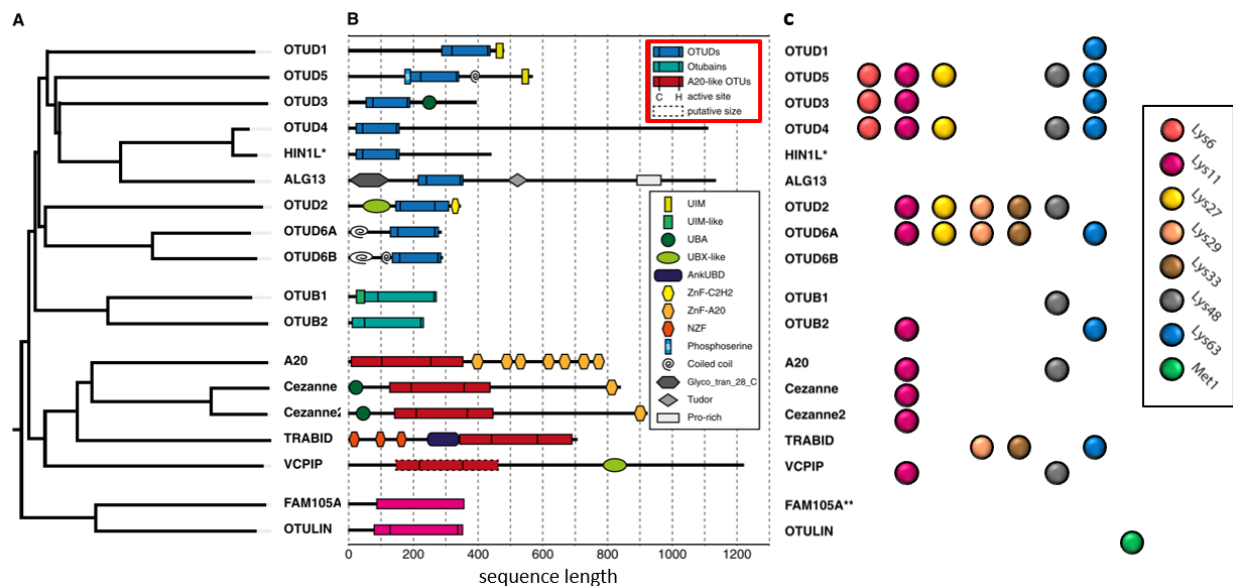 A
B
C
OTUD1
OTUD5
OTUD3
OTUD4
HIN1L*
ALG13
OTUD2
OTUD6A
OTUD6B
OTUB1
OTUB2
A20
Cezanne
Cezanne2
TRABID
VCPIP
FAM105A
OTULIN
OTUDs
Otubains
A20-like OTUs
C H active site
putative size
UIM
UIM-like
UBA
UBX-like
AnkUBD
ZnF-C2H2
ZnF-A20
NZF
Phosphoserine
Coiled coil
Glyco_tran_28_C
Tudor
Pro-rich
0 200 400 600 800 1000 1200
sequence length
OTUD1
OTUD5
OTUD3
OTUD4
HIN1L*
ALG13
OTUD2
OTUD6A
OTUD6B
OTUB1
OTUB2
A20
Cezanne
Cezanne2
TRABID
VCPIP
FAM105A**
OTULIN
Lys6
Lys11
Lys27
Lys29
Lys33
Lys48
Lys63
Met1